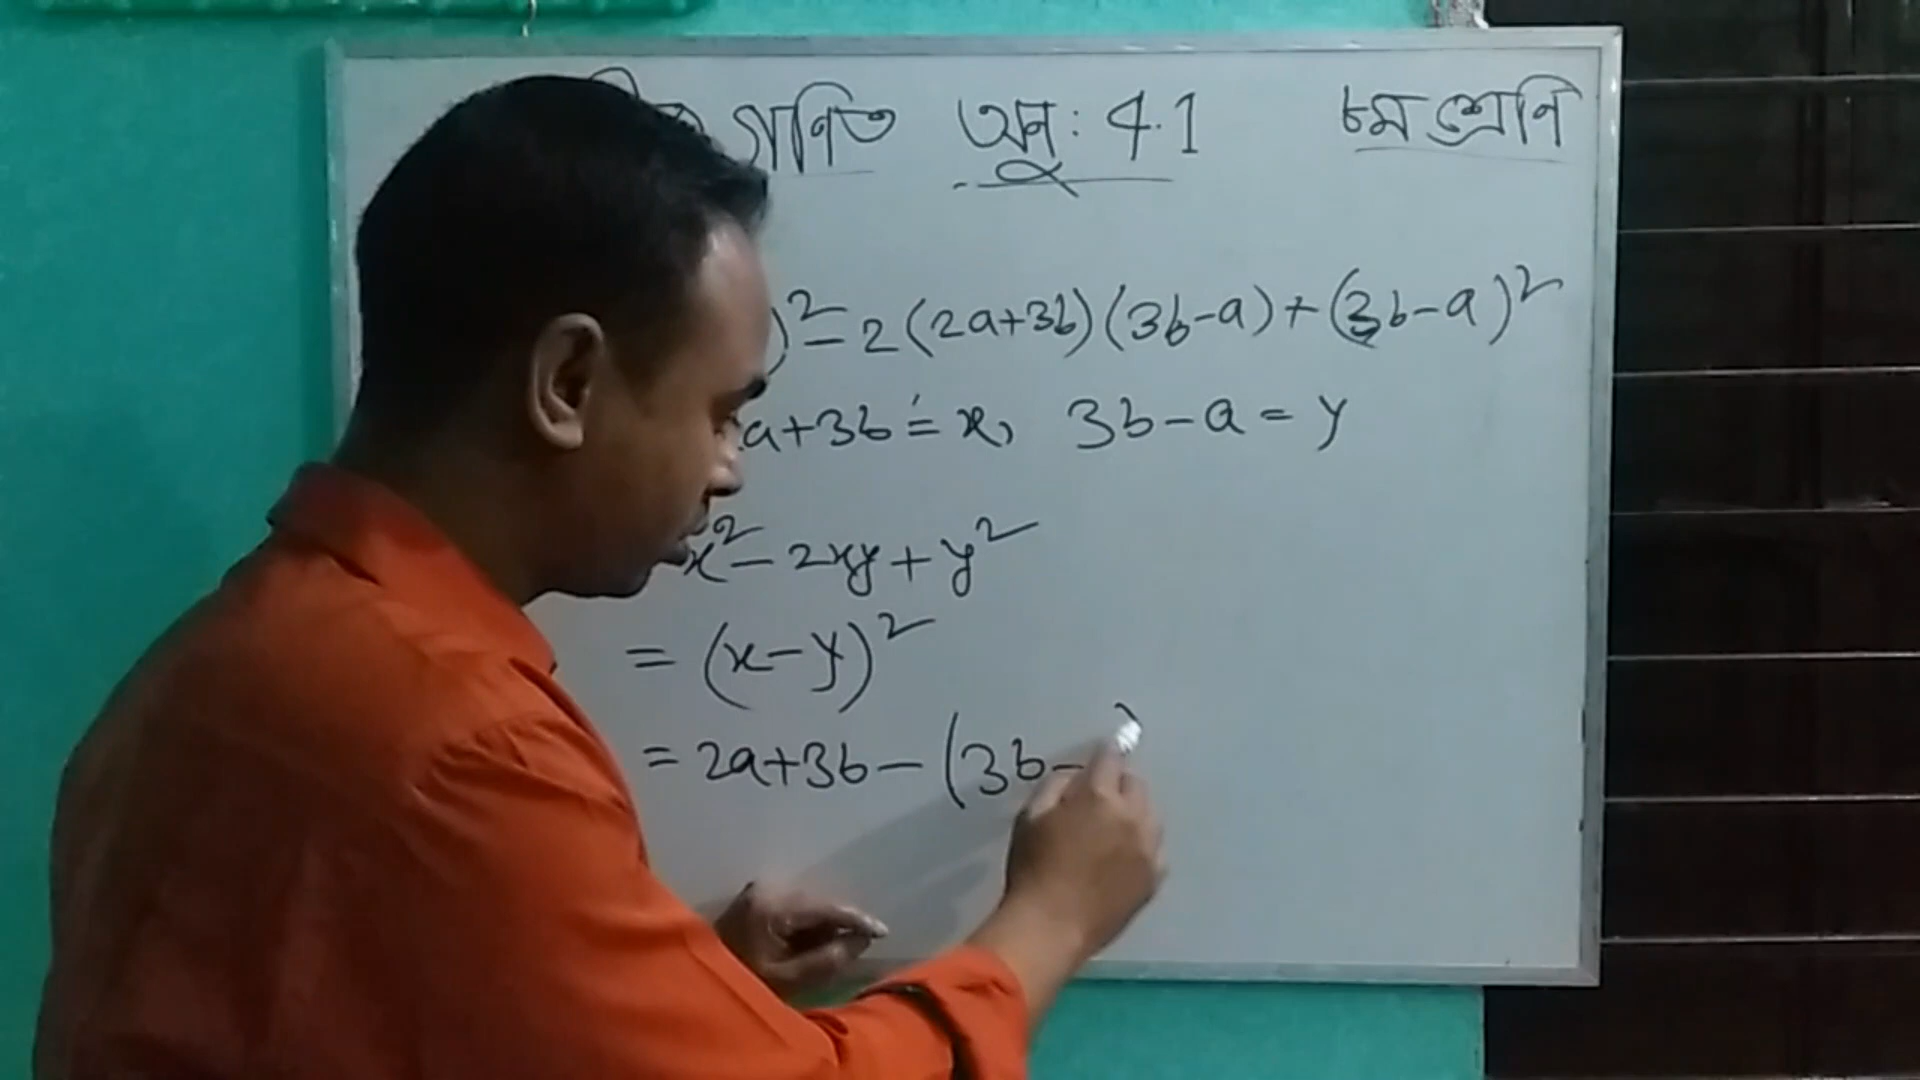 গণিত অনু: 4.1 ৮ম শ্রেণি
)² - 2(2a+3b)(3b-a)+(3b-a)²
a+3b = x, 3b-a = y
x² - 2xy + y²
= (x-y)²
= 2a+3b-(3b-